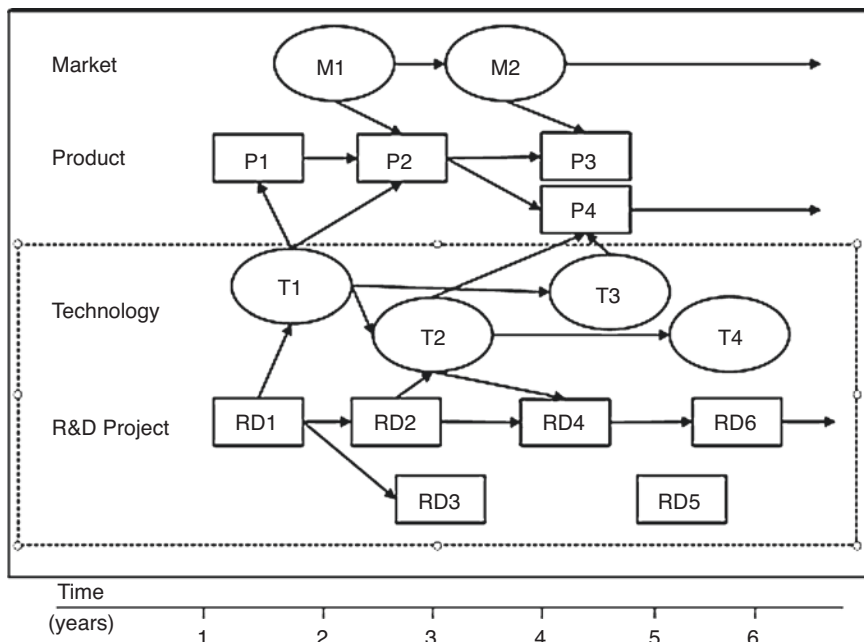 Market
M1
M2
Product
P1
P2
P3
P4
Technology
T1
T3
T2
T4
R&D Project
RD1
RD2
RD4
RD6
RD3
RD5
Time
(years)
1
2
3
4
5
6